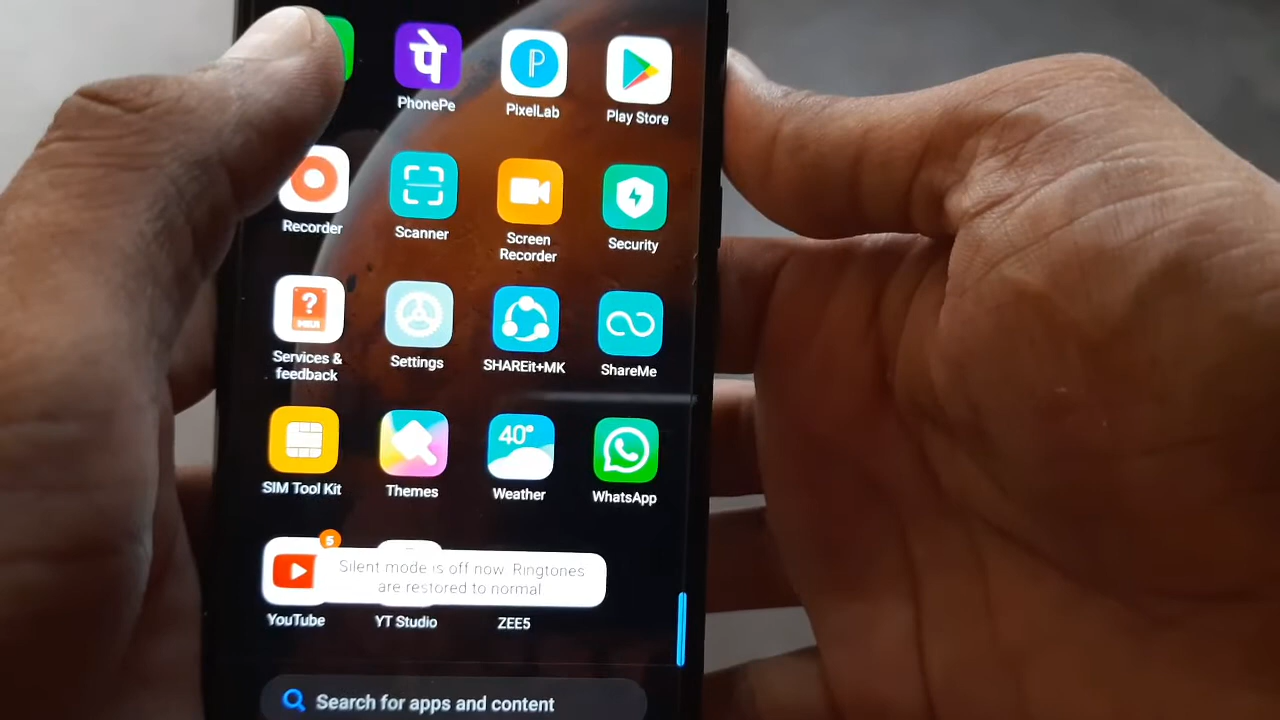 पे
P
PhonePe
PixelLab
Play Store
Recorder
Scanner
Screen
Recorder
Security
?
MIUI
Services &
feedback
Settings
SHAREit+MK
ShareMe
40°
SIM Tool Kit
Themes
Weather
WhatsApp
5
Silent mode is off now. Ringtones
are restored to normal
YouTube
YT Studio
ZEE5
Search for apps and content